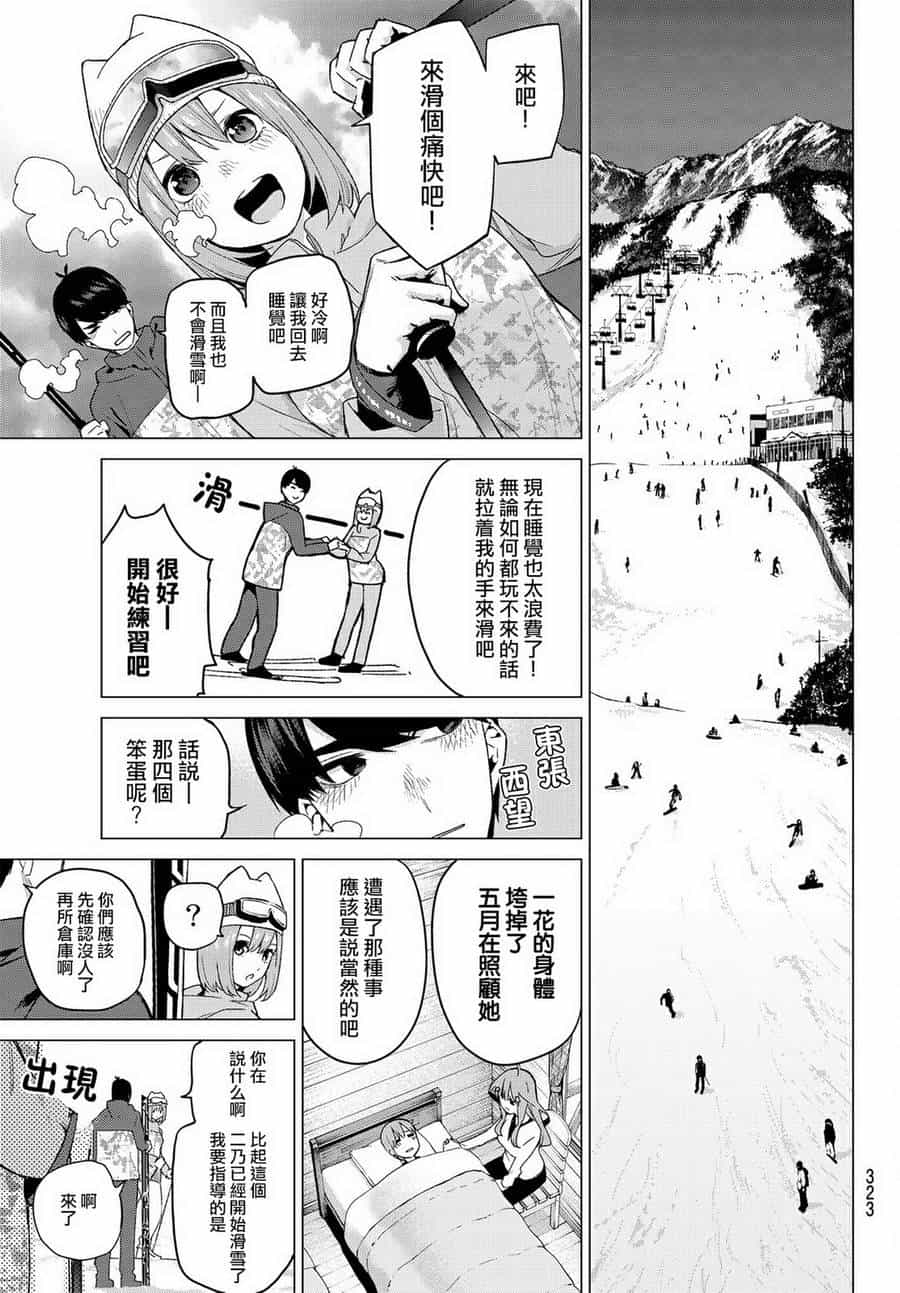 來吧！
來滑個痛快吧！
好冷啊
讓我回去
睡覺吧
而且我也
不會滑雪啊—
現在睡覺也太浪費了！
無論如何都玩不來的話
就拉着我的手來滑吧
滑—
很好—
開始練習吧
東張
西望
話說—
那四個
笨蛋呢？
一花的身體
垮掉了
五月在照顧她
遭遇了那種事
應該是說當然的吧
？
你們應該
先確認沒人了
再所倉庫啊
你在
說什么啊
比起這個
二乃已經開始滑雪了
我要指導的是
出現
啊
來了
323